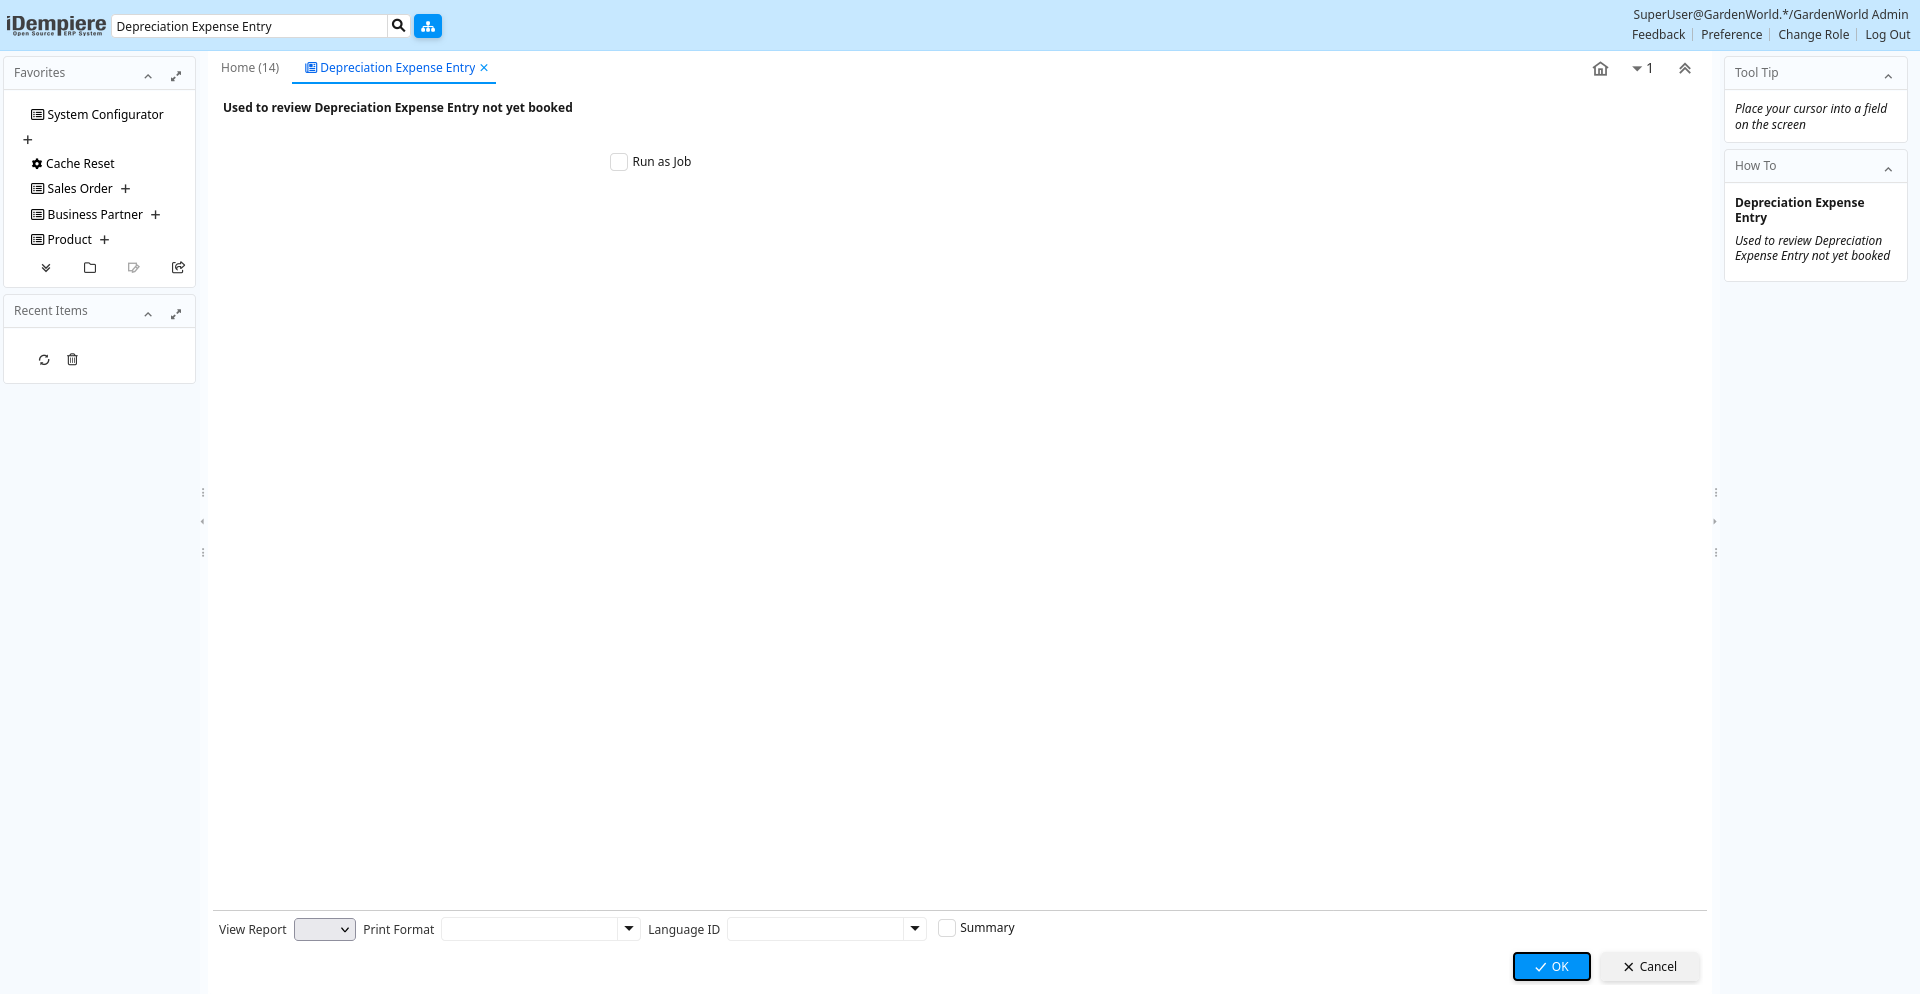 iDempiere
Open Source ERP System
Depreciation Expense Entry
SuperUser@GardenWorld.*/GardenWorld Admin
Feedback
Preference
Change Role
Log Out
Favorites
System Configurator
Cache Reset
Sales Order
Business Partner
Product
Recent Items
Home (14)
Depreciation Expense Entry
1
Used to review Depreciation Expense Entry not yet booked
Run as Job
View Report
Print Format
Language ID
Summary
OK
Cancel
Tool Tip
Place your cursor into a field
on the screen
How To
Depreciation Expense
Entry
Used to review Depreciation
Expense Entry not yet booked